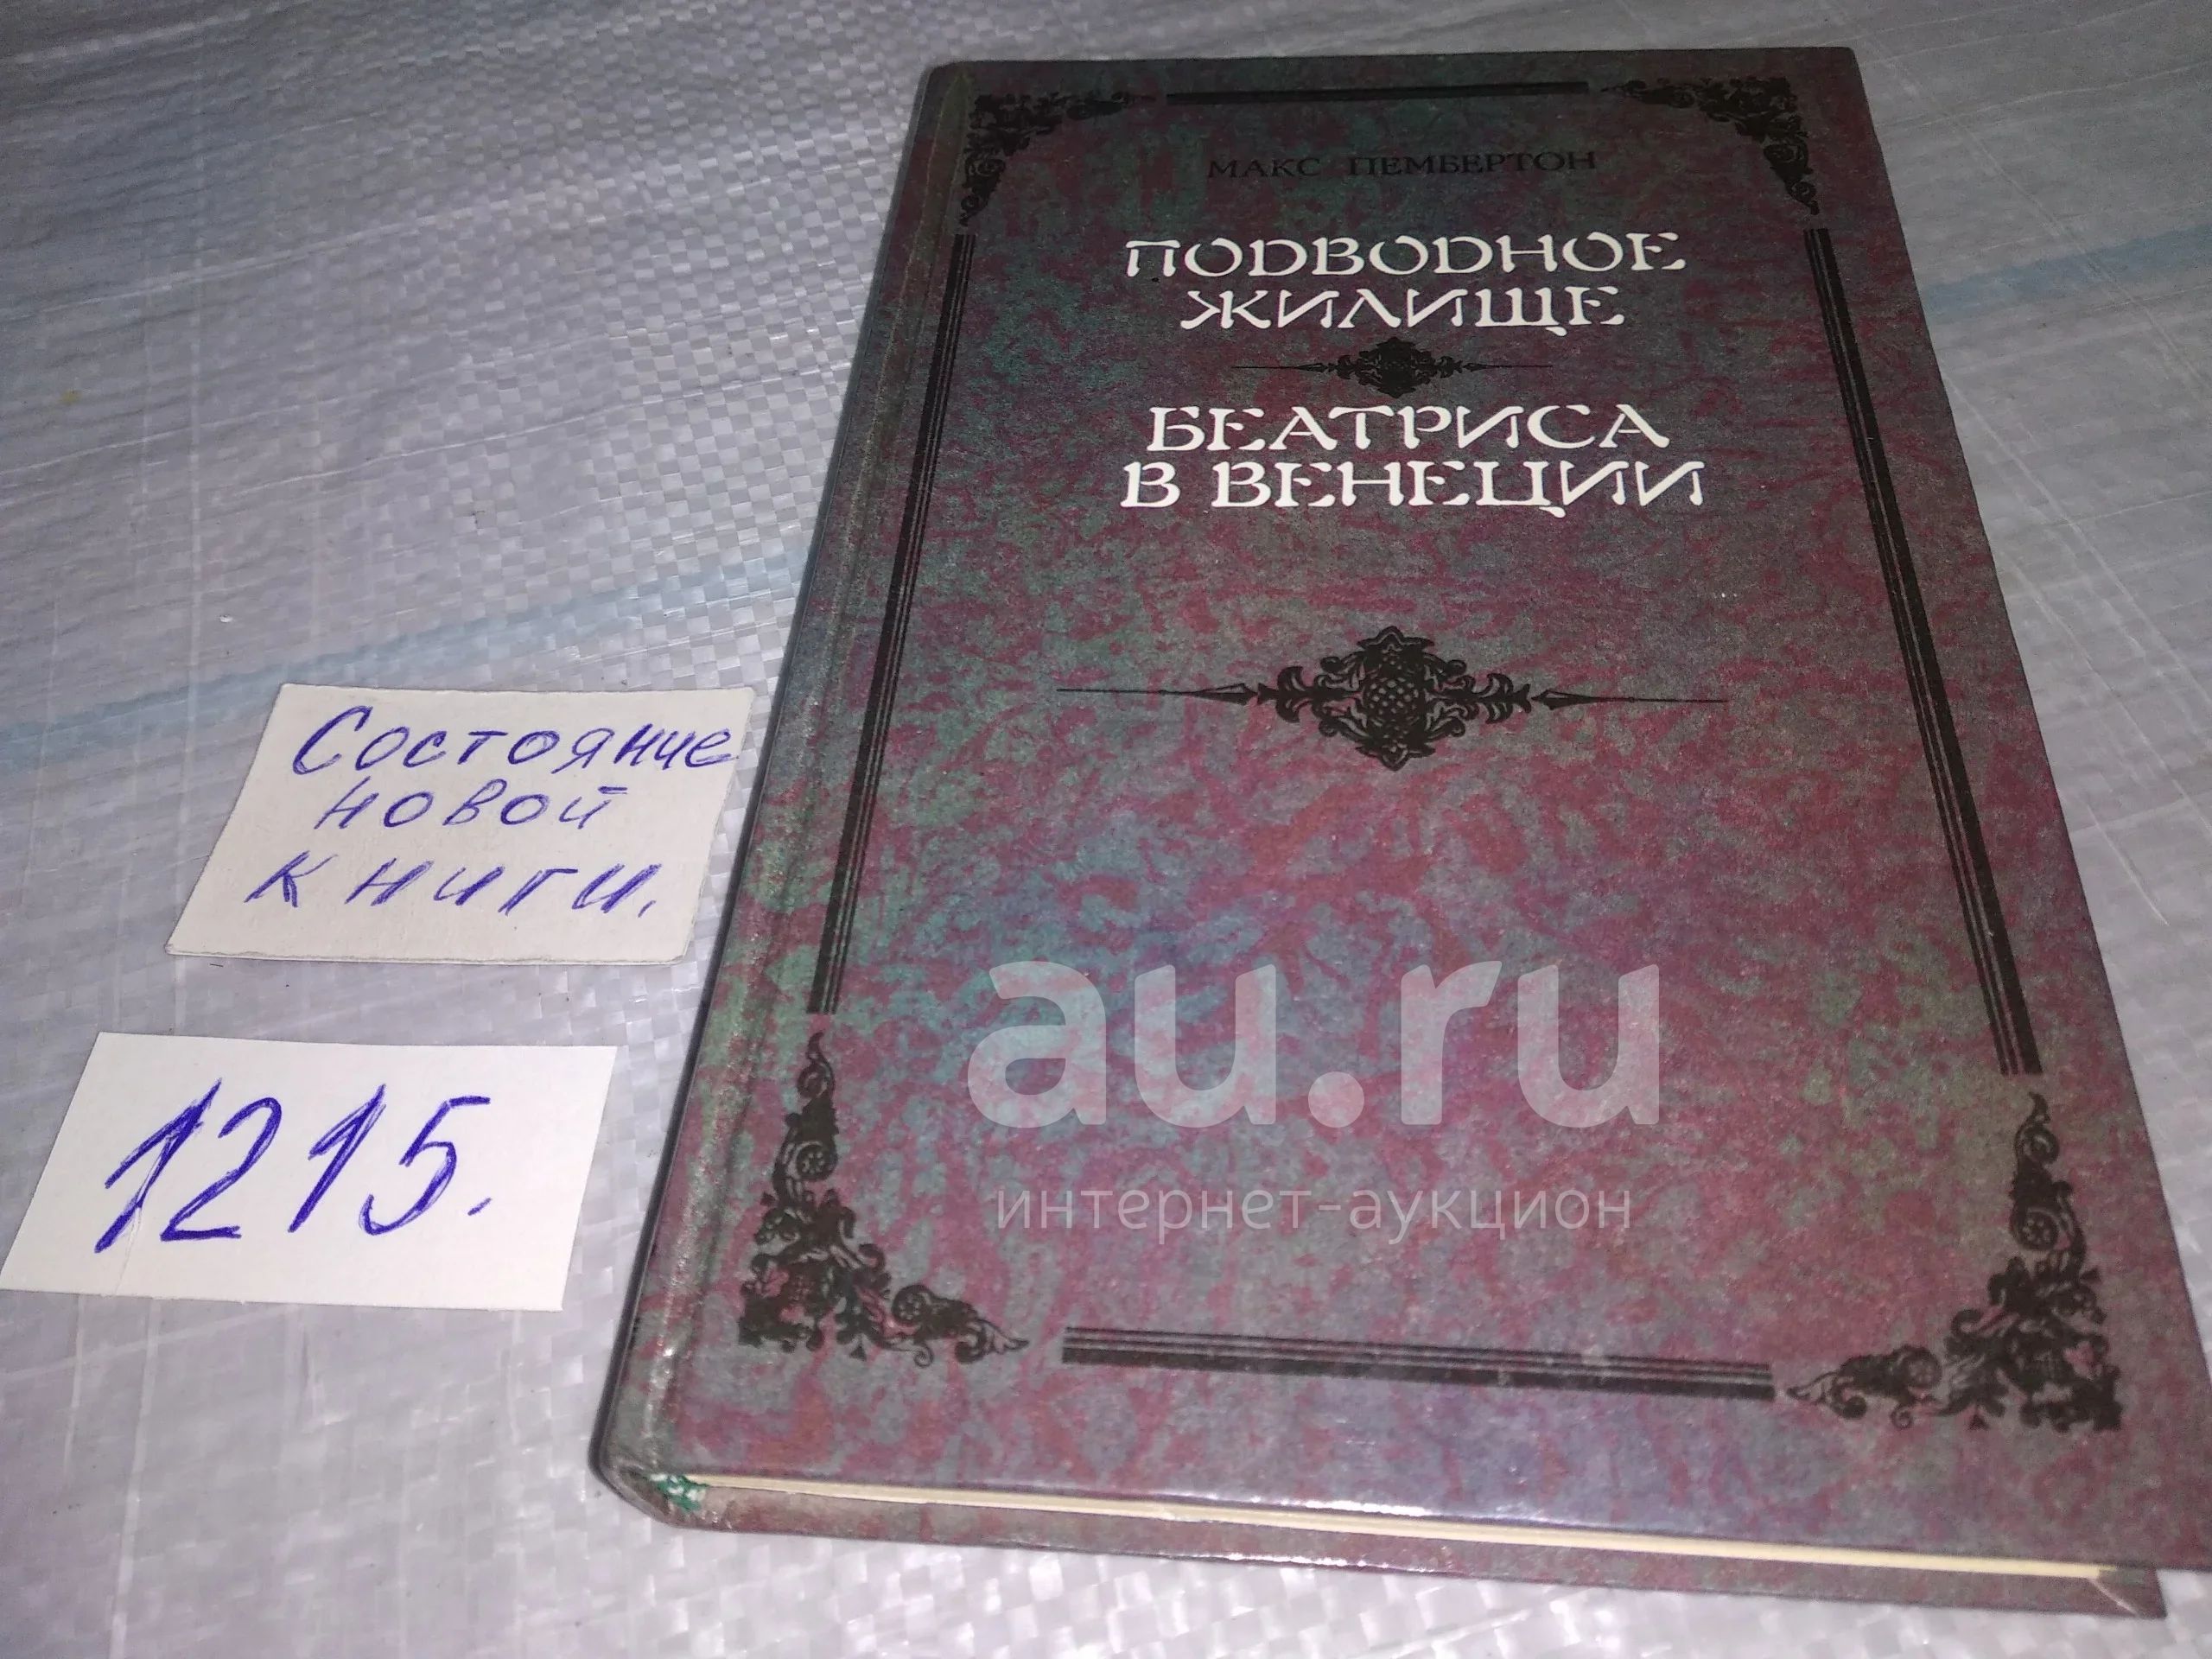 МАКС ПЕМБЕРТОН
ПОДВОДНОЕ
ЖИЛИЩЕ
БЕАТРИСА
В ВЕНЕЦИИ
Состояние
новой
книги.
1215.
au.ru
интернет-аукцион